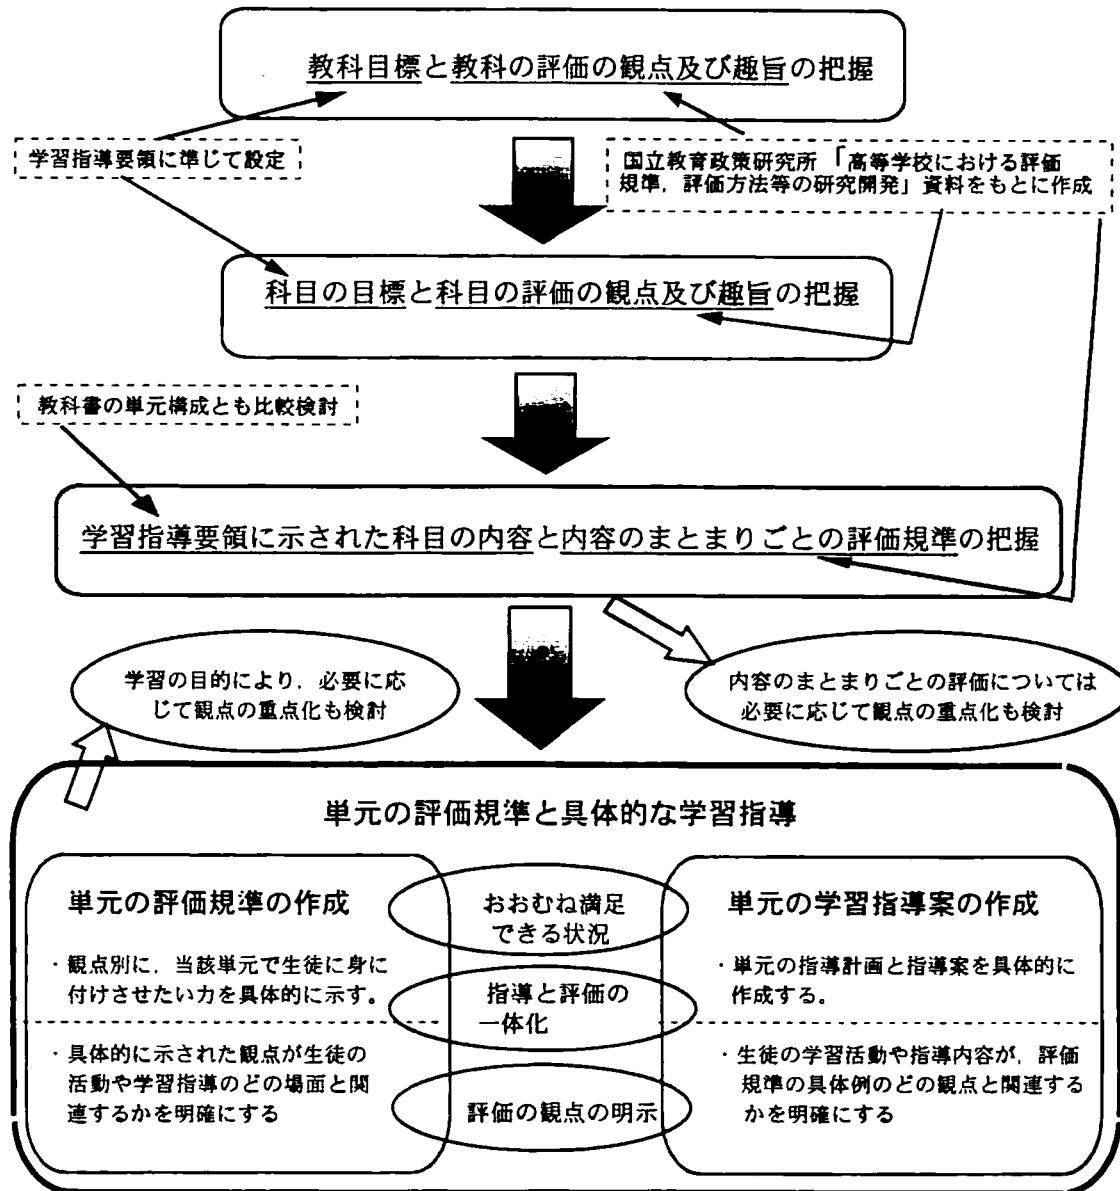 教科目標と教科の評価の観点及び趣旨の把握
学習指導要領に準じて設定
国立教育政策研究所「高等学校における評価
規準，評価方法等の研究開発」資料をもとに作成
科目の目標と科目の評価の観点及び趣旨の把握
教科書の単元構成とも比較検討
学習指導要領に示された科目の内容と内容のまとまりごとの評価規準の把握
学習の目的により，必要に応
じて観点の重点化も検討
内容のまとまりごとの評価については
必要に応じて観点の重点化も検討
単元の評価規準と具体的な学習指導
単元の評価規準の作成
・観点別に，当該単元で生徒に身に
付けさせたい力を具体的に示す。
・具体的に示された観点が生徒の
活動や学習指導のどの場面と関
連するかを明確にする
おおむね満足
できる状況
指導と評価の
一体化
評価の観点の明示
単元の学習指導案の作成
・単元の指導計画と指導案を具体的に
作成する。
・生徒の学習活動や指導内容が，評価
規準の具体例のどの観点と関連する
かを明確にする